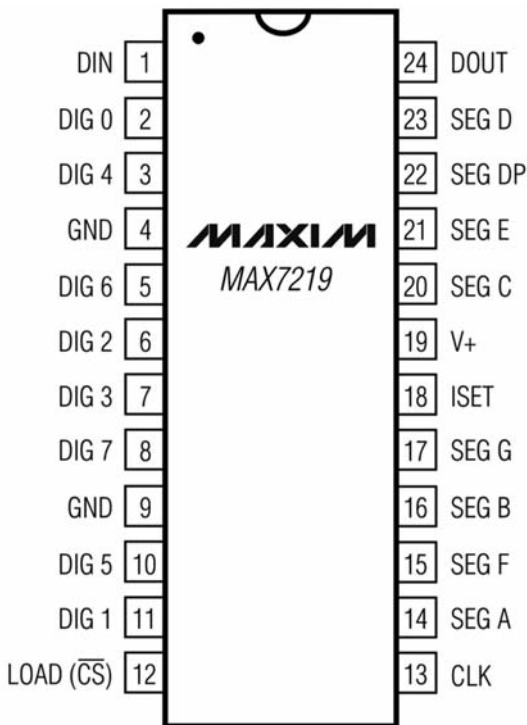 DIN 1 24 DOUT
DIG 0 2 23 SEG D
DIG 4 3 22 SEG DP
GND 4 MAXIM 21 SEG E
DIG 6 5 MAX7219 20 SEG C
DIG 2 6 19 V+
DIG 3 7 18 ISET
DIG 7 8 17 SEG G
GND 9 16 SEG B
DIG 5 10 15 SEG F
DIG 1 11 14 SEG A
LOAD (C̅S̅) 12 13 CLK